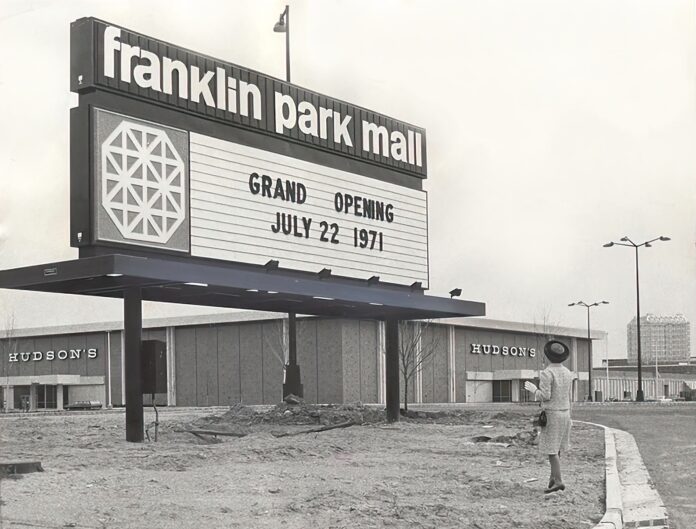 franklin park mall
GRAND OPENING
JULY 22 1971
HUDSON'S
HUDSON'S